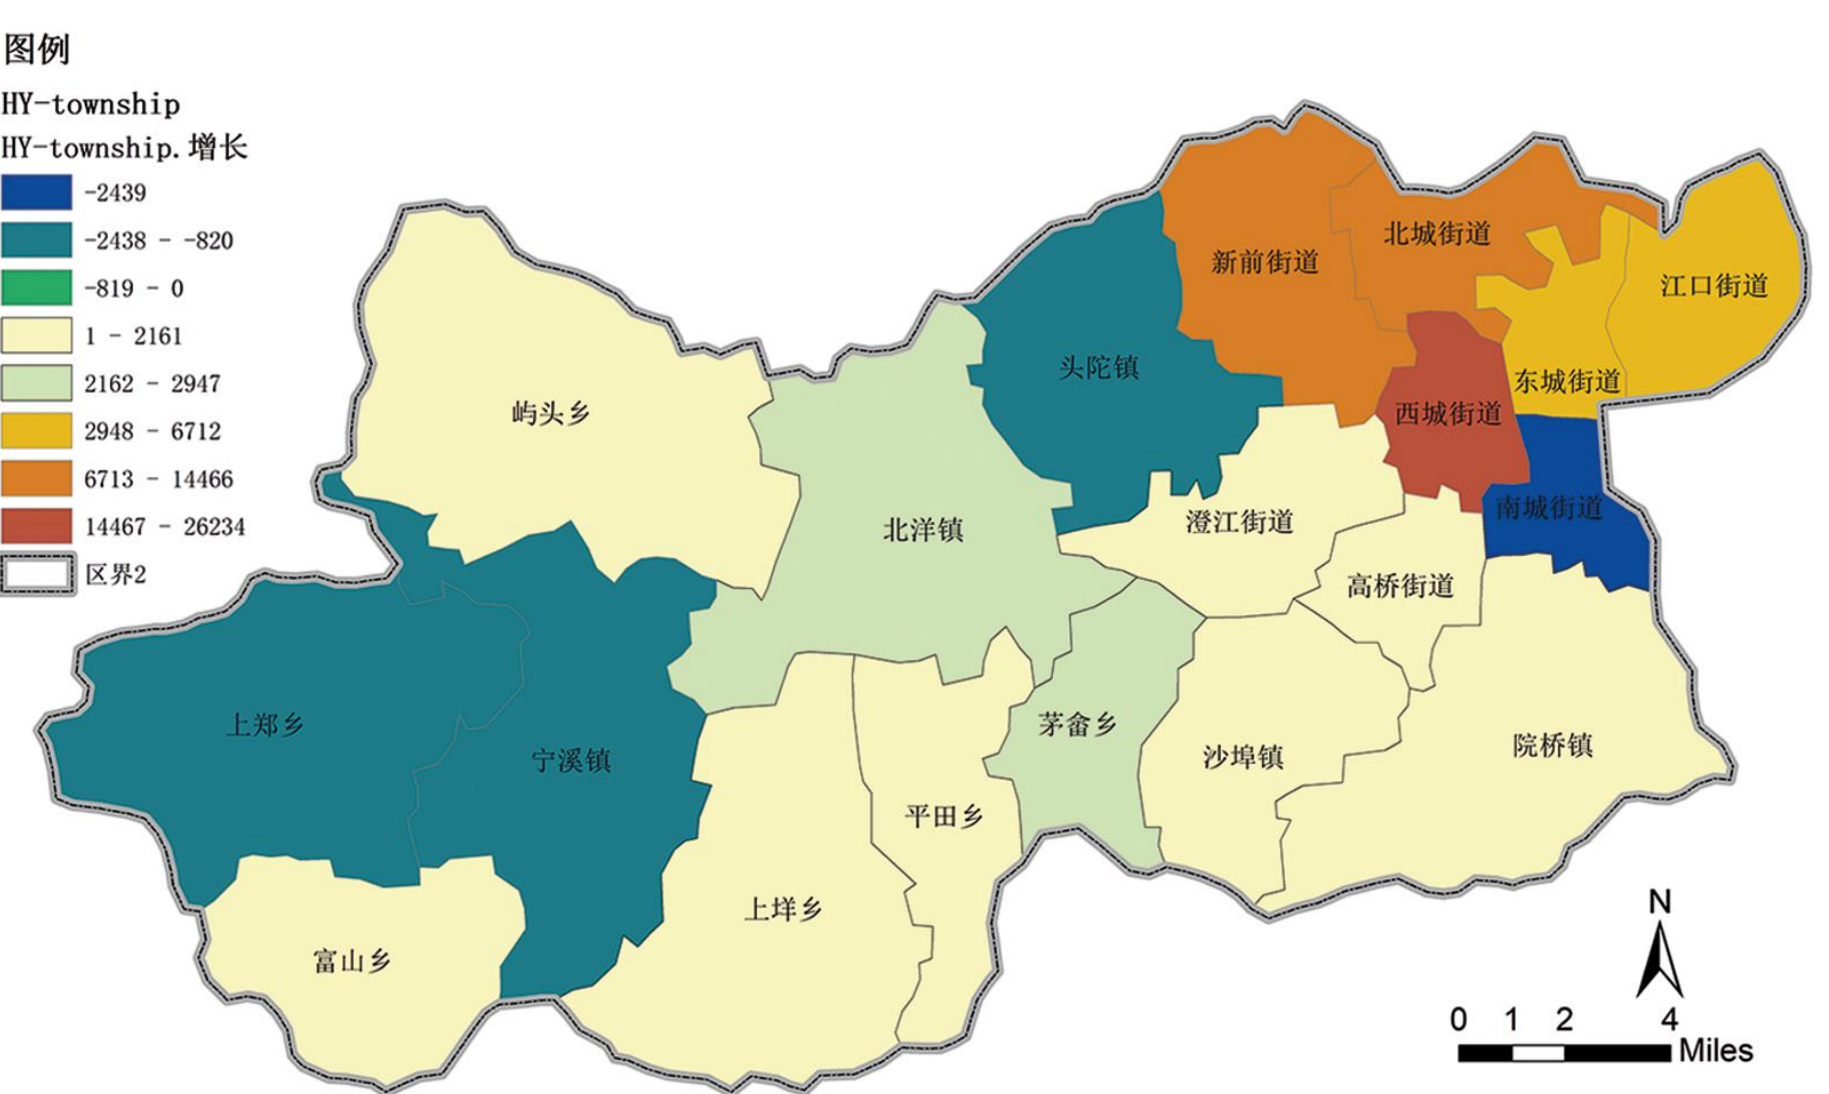 图例
HY-township
HY-township.增长
-2439
-2438 - -820
-819 - 0
1 - 2161
2162 - 2947
2948 - 6712
6713 - 14466
14467 - 26234
区界2
北城街道
新前街道
江口街道
头陀镇
东城街道
屿头乡
西城街道
南城街道
澄江街道
北洋镇
高桥街道
上郑乡
茅畲乡
院桥镇
宁溪镇
沙埠镇
平田乡
上垟乡
富山乡
N
0 1 2 4
Miles